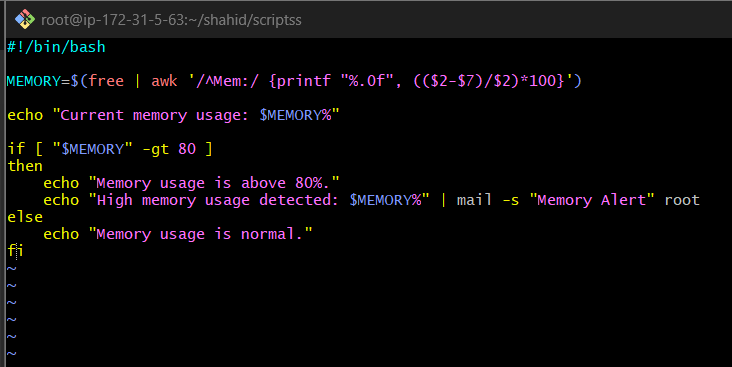 root@ip-172-31-5-63:~/shahid/scriptss
#!/bin/bash
MEMORY=$(free | awk '/^Mem:/ {printf "%.0f", (($2-$7)/$2)*100}')
echo "Current memory usage: $MEMORY%"
if [ "$MEMORY" -gt 80 ]
then
    echo "Memory usage is above 80%."
    echo "High memory usage detected: $MEMORY%" | mail -s "Memory Alert" root
else
    echo "Memory usage is normal."
fi
~
~
~
~
~
~